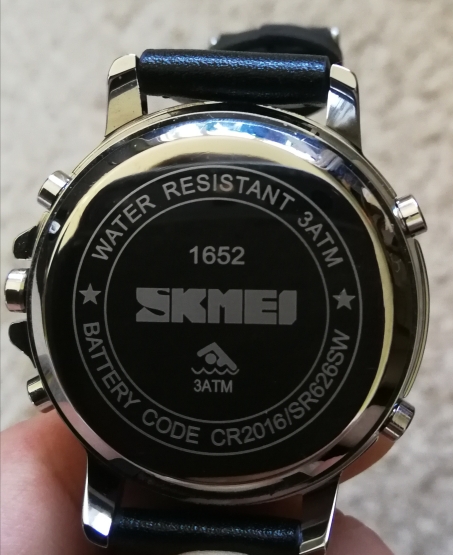 WATER RESISTANT 3ATM
1652
SKMEI
3ATM
BATTERY CODE CR2016/SR626SW